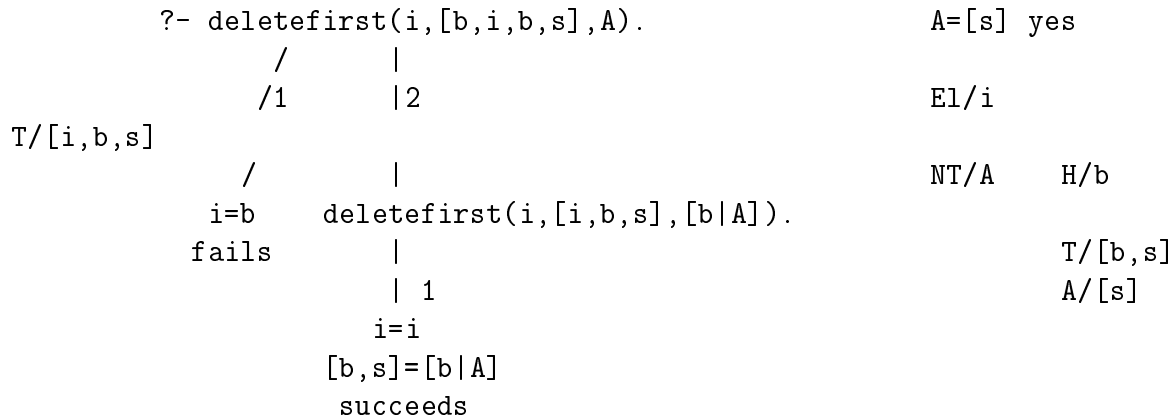 ?- deletefirst(i,[b,i,b,s],A). A=[s] yes
/ |
/1 |2 El/i
T/[i,b,s]
/ | NT/A H/b
i=b deletefirst(i,[i,b,s],[b|A]).
fails | T/[b,s]
| 1 A/[s]
i=i
[b,s]=[b|A]
succeeds